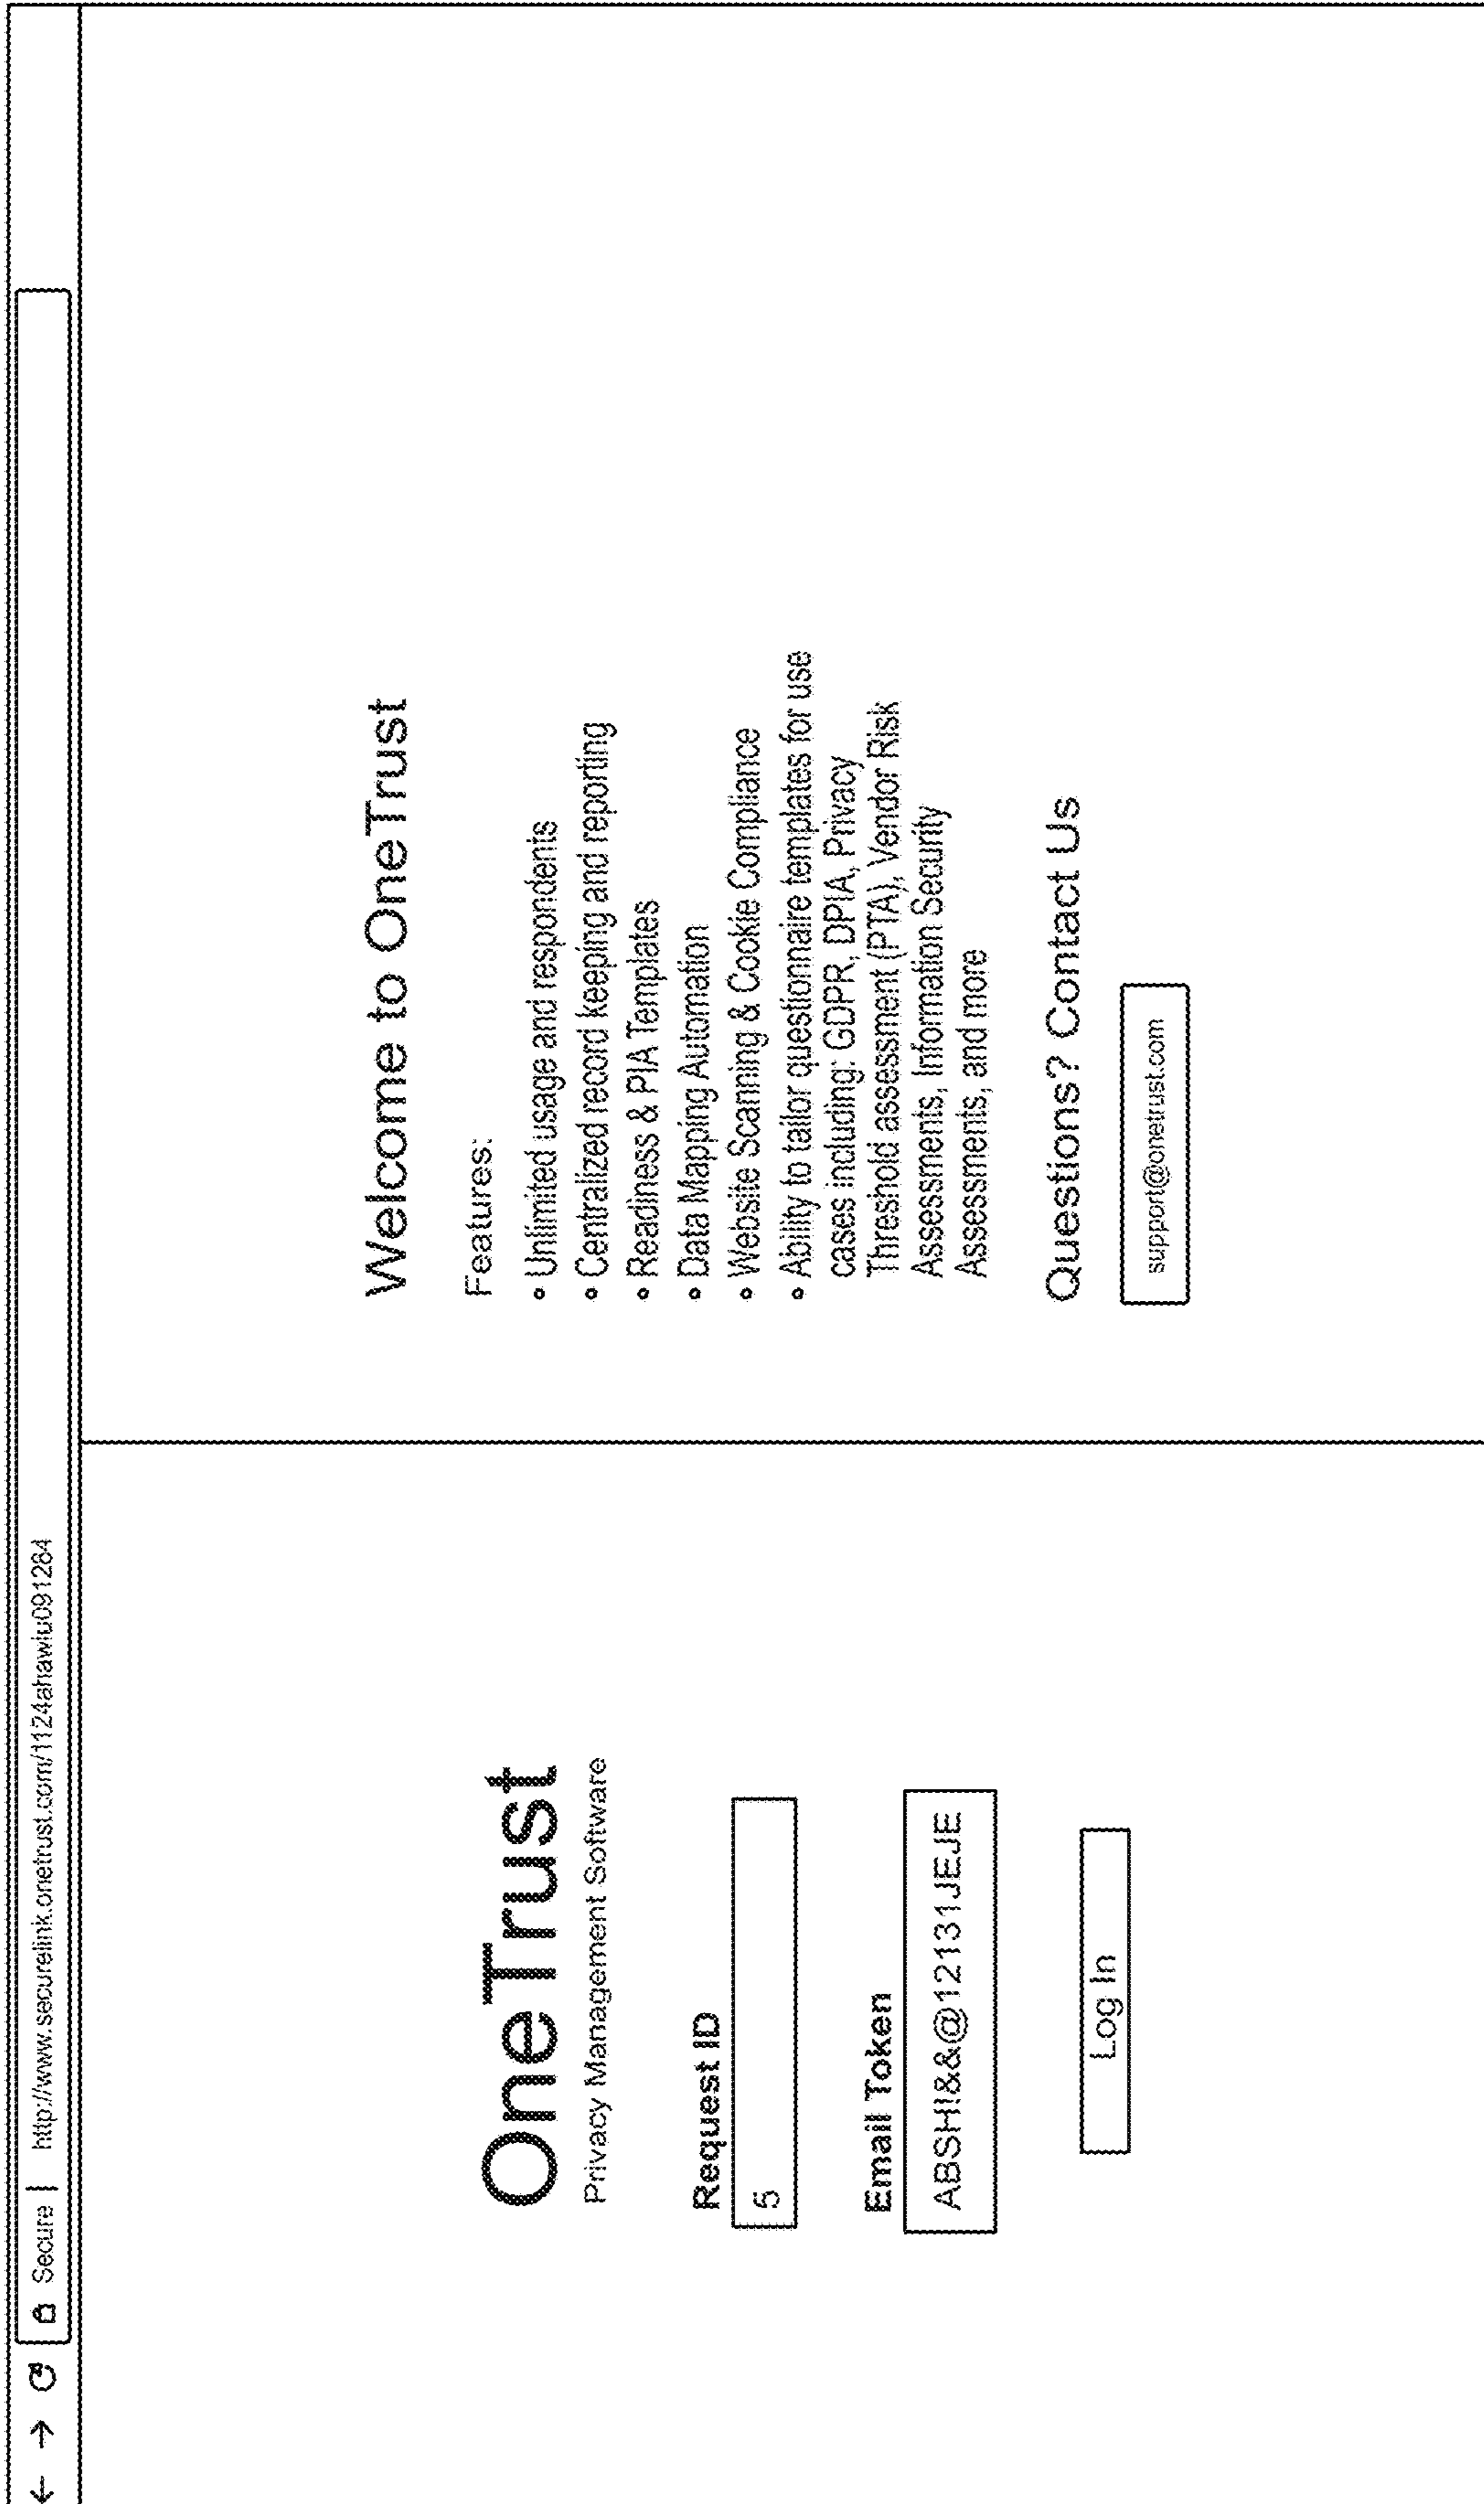 Secure | http://www.securelink.onetrust.com/1124ahawiu091284
OneTrust
Privacy Management Software
Request ID
5
Email Token
ABSHI&&@12131JEJE
Log In
Welcome to OneTrust
Features:
• Unlimited usage and respondents
• Centralized record keeping and reporting
• Readiness & PIA Templates
• Data Mapping Automation
• Website Scanning & Cookie Compliance
• Ability to tailor questionnaire templates for use
cases including: GDPR, DPIA, Privacy
Threshold assessment (PTA), Vendor Risk
Assessments, Information Security
Assessments, and more
Questions? Contact Us
support@onetrust.com